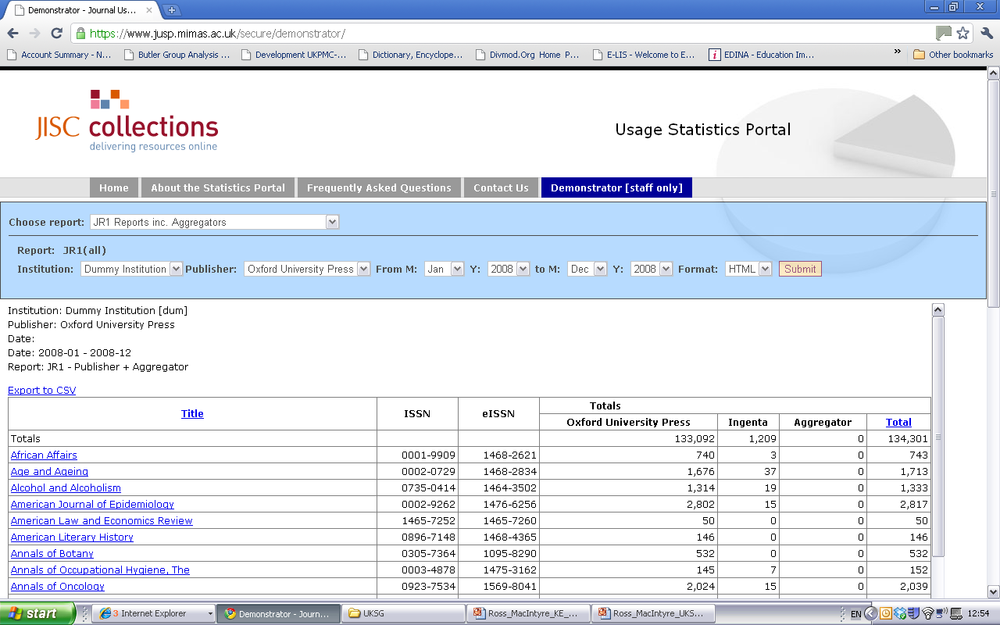 Demonstrator - Journal Us...
https://www.jusp.mimas.ac.uk/secure/demonstrator/
Account Summary - N... Butler Group Analysis ... Development UKPMC-... Dictionary, Encyclope... Divmod.Org Home P... E-LIS - Welcome to E... EDINA - Education Im... » Other bookmarks
JISC collections
delivering resources online
Usage Statistics Portal
Home About the Statistics Portal Frequently Asked Questions Contact Us Demonstrator [staff only]
Choose report: JR1 Reports inc. Aggregators
Report: JR1(all)
Institution: Dummy Institution Publisher: Oxford University Press From M: Jan Y: 2008 to M: Dec Y: 2008 Format: HTML Submit
Institution: Dummy Institution [dum]
Publisher: Oxford University Press
Date:
Date: 2008-01 - 2008-12
Report: JR1 - Publisher + Aggregator
Export to CSV
Title ISSN eISSN Totals
Oxford University Press Ingenta Aggregator Total
Totals 133,092 1,209 0 134,301
African Affairs 0001-9909 1468-2621 740 3 0 743
Age and Ageing 0002-0729 1468-2834 1,676 37 0 1,713
Alcohol and Alcoholism 0735-0414 1464-3502 1,314 19 0 1,333
American Journal of Epidemiology 0002-9262 1476-6256 2,802 15 0 2,817
American Law and Economics Review 1465-7252 1465-7260 50 0 0 50
American Literary History 0896-7148 1468-4365 146 0 0 146
Annals of Botany 0305-7364 1095-8290 532 0 0 532
Annals of Occupational Hygiene, The 0003-4878 1475-3162 145 7 0 152
Annals of Oncology 0923-7534 1569-8041 2,024 15 0 2,039
start 3 Internet Explorer Demonstrator - Journ... UKSG Ross_MacIntyre_KE_... Ross_MacIntyre_UKS... EN 12:54